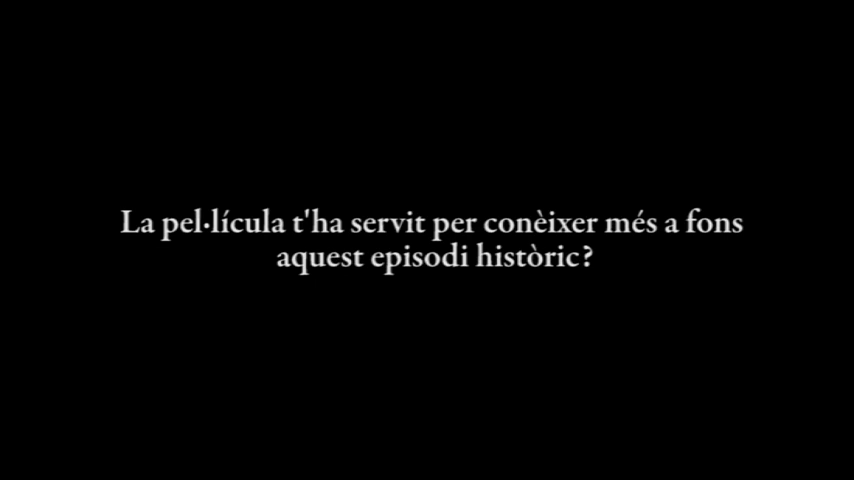 La pel·lícula t'ha servit per conèixer més a fons
aquest episodi històric?